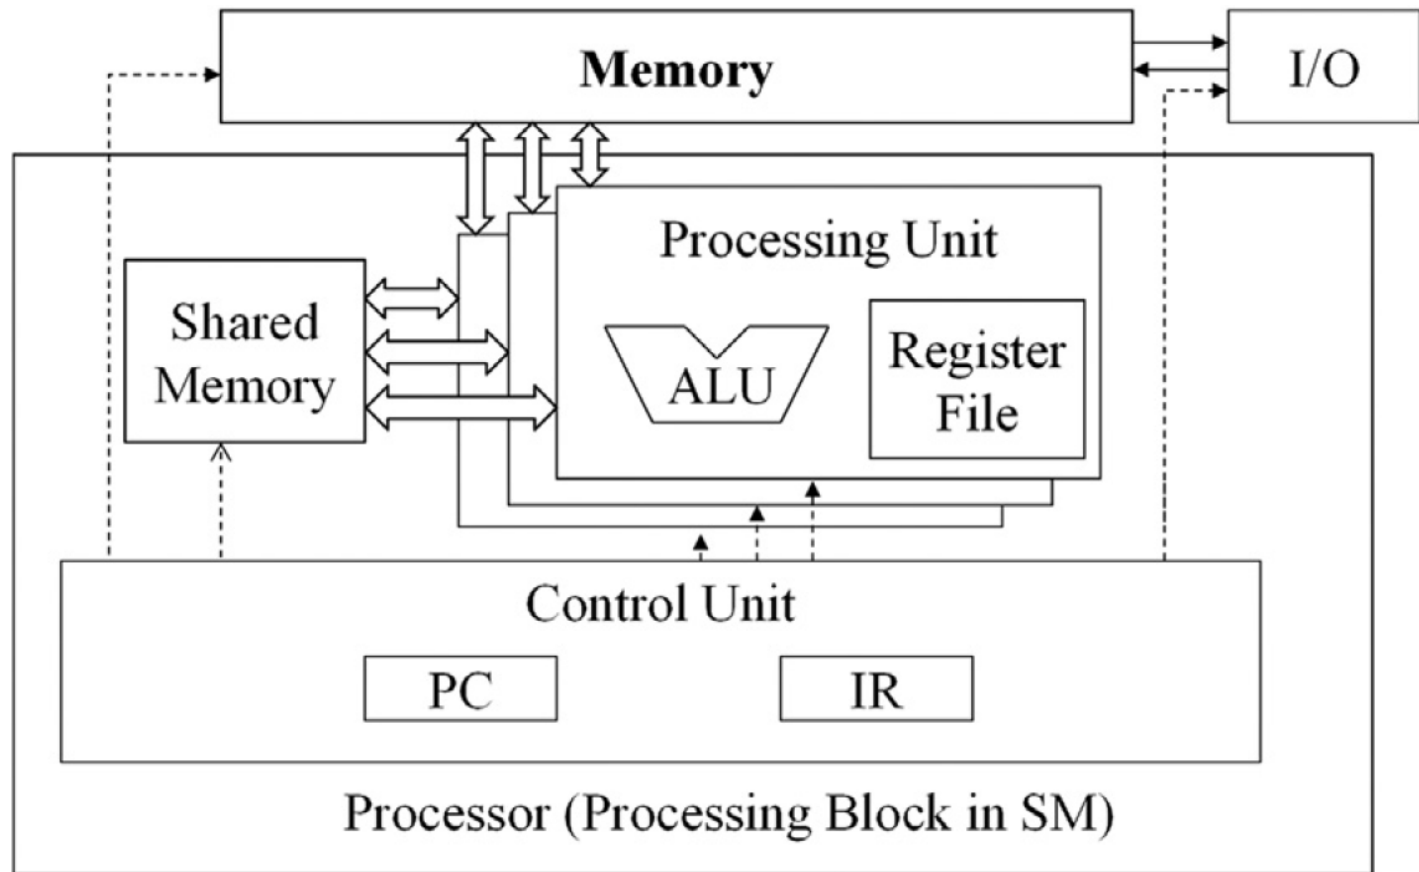 Memory
I/O
Processing Unit
Shared
Memory
ALU
Register
File
Control Unit
PC
IR
Processor (Processing Block in SM)